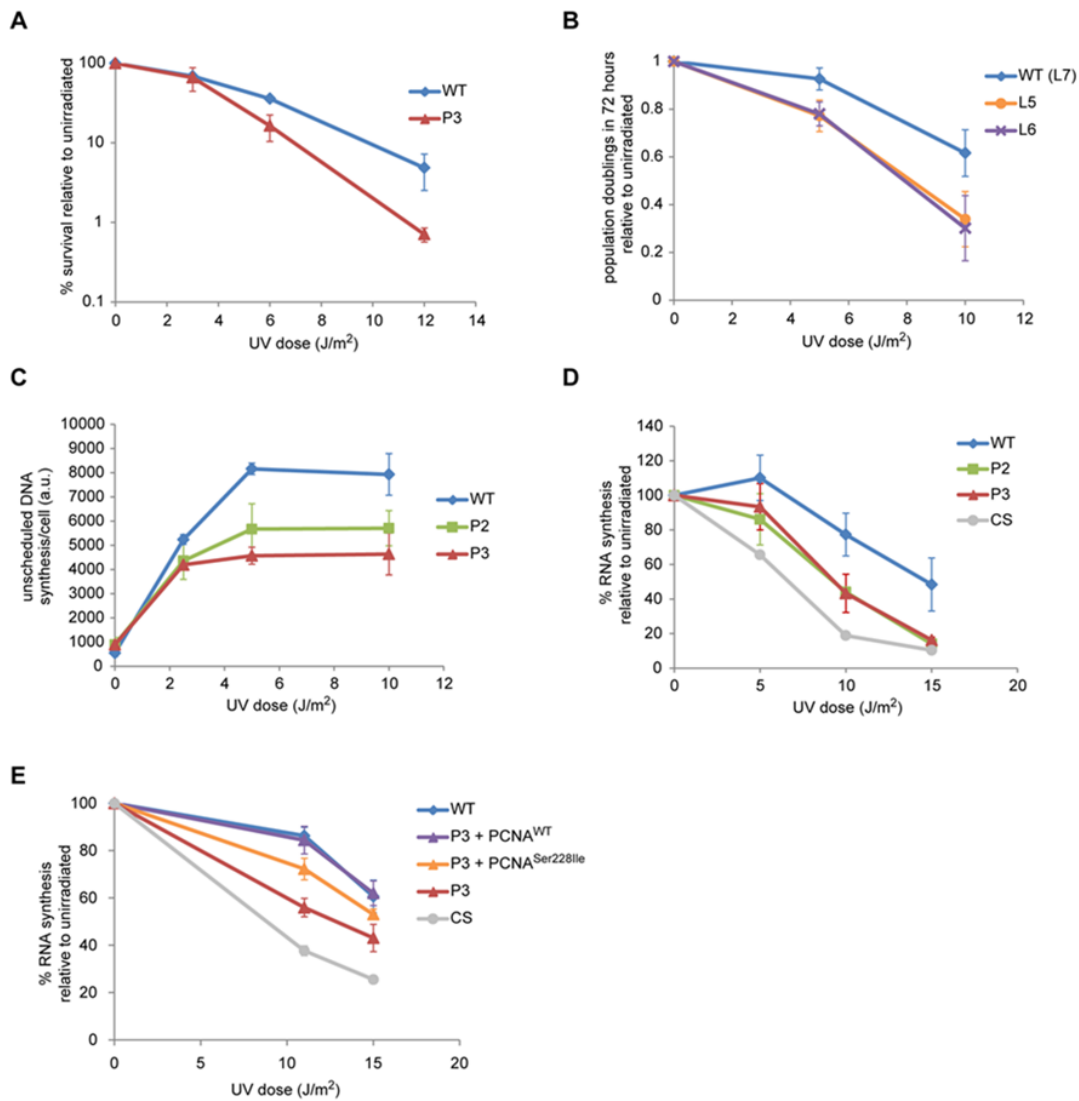 A
% survival relative to unirradiated
100
10
1
0.1
0 2 4 6 8 10 12 14
UV dose (J/m²)
WT
P3
B
population doublings in 72 hours
relative to unirradiated
1
0.8
0.6
0.4
0.2
0
0 2 4 6 8 10 12
UV dose (J/m²)
WT (L7)
L5
L6
C
unscheduled DNA
synthesis/cell (a.u.)
10000
9000
8000
7000
6000
5000
4000
3000
2000
1000
0
0 2 4 6 8 10 12
UV dose (J/m²)
WT
P2
P3
D
% RNA synthesis
relative to unirradiated
140
120
100
80
60
40
20
0
0 5 10 15 20
UV dose (J/m²)
WT
P2
P3
CS
E
% RNA synthesis
relative to unirradiated
100
80
60
40
20
0
0 5 10 15 20
UV dose (J/m²)
WT
P3 + PCNAᵂᵀ
P3 + PCNASer228Ile
P3
CS